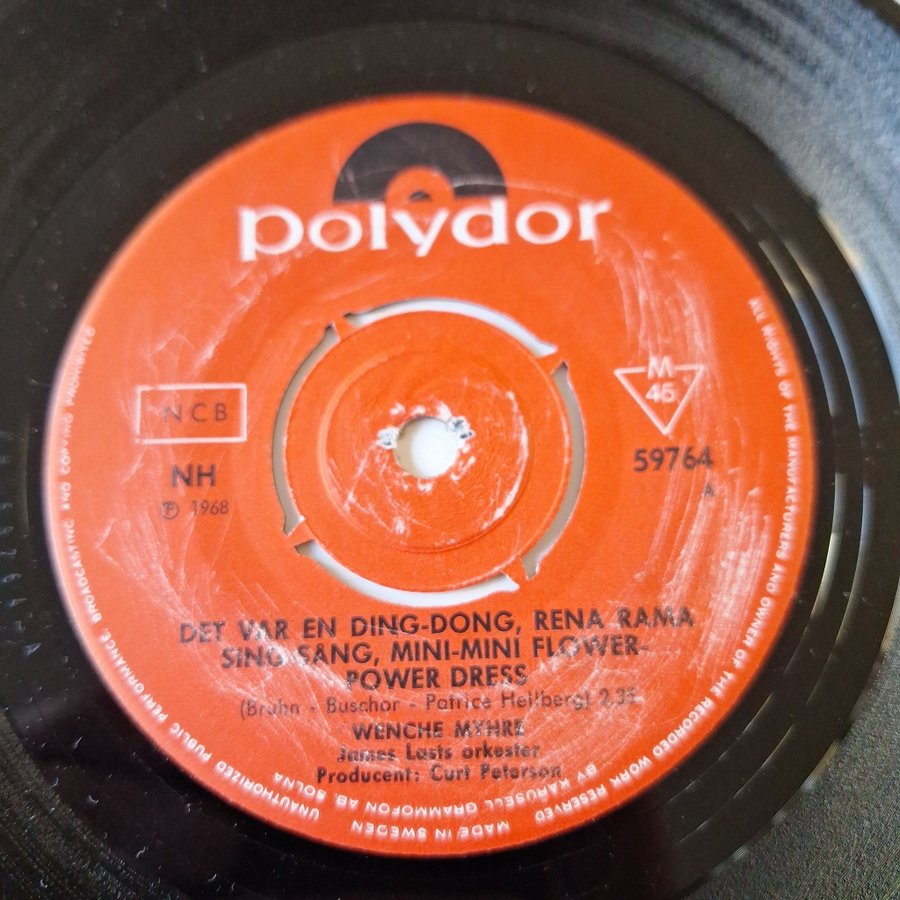 polydor
NCB
NH
℗ 1968
M
45
59764
A
DET VAR EN DING-DONG, RENA RAMA
SING-SANG, MINI-MINI FLOWER-
POWER DRESS
(Bruhn - Buschor - Patrice Hellberg) 2.35
WENCHE MYHRE
James Lasts orkester
Producent: Curt Peterson
ALL RIGHTS OF THE MANUFACTURERS AND OWNER OF THE RECORDED WORK RESERVED
UNAUTHORIZED PUBLIC PERFORMANCE, BROADCASTING AND COPYING PROHIBITED
MADE IN SWEDEN BY KARUSELL GRAMMOFON AB, SOLNA